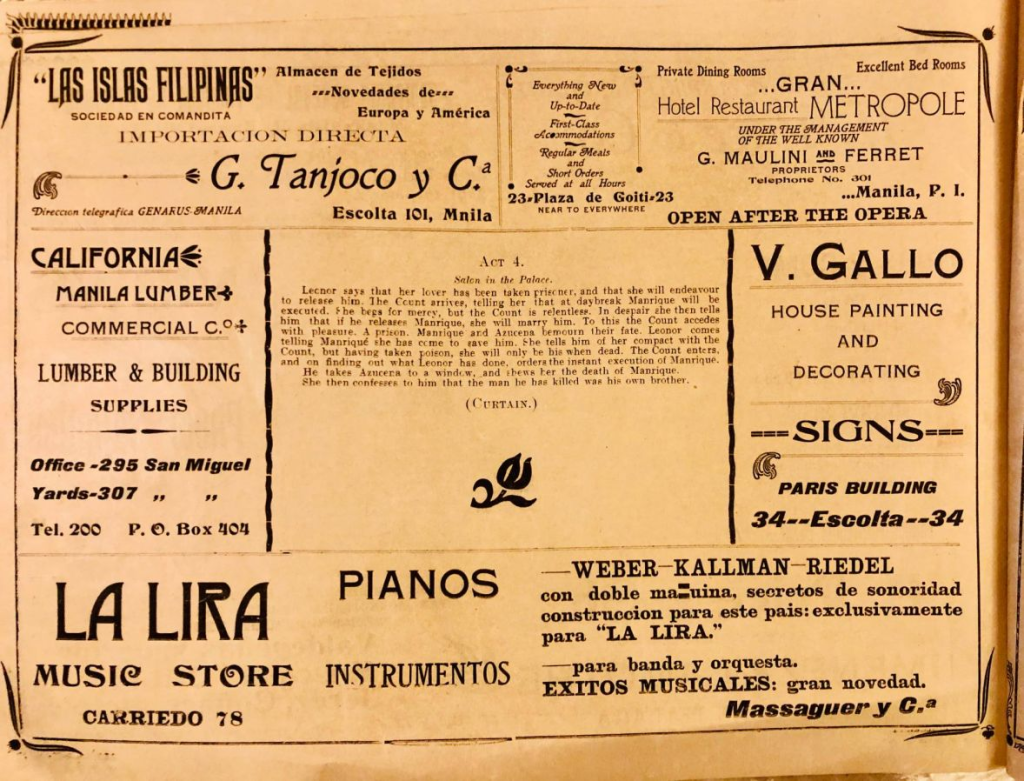 "LAS ISLAS FILIPINAS"
SOCIEDAD EN COMANDITA
Almacen de Tejidos
Novedades de
Europa y América
IMPORTACION DIRECTA
G. Tanjoco y C.ª
Direccion telegrafica GENARUS-MANILA
Escolta 101, Mnila
Everything New
and
Up-to-Date
First-Class
Accommodations
Regular Meals
and
Short Orders
Served at all Hours
23-Plaza de Goiti-23
NEAR TO EVERYWHERE
Private Dining Rooms
Excellent Bed Rooms
...GRAN...
Hotel Restaurant METROPOLE
UNDER THE MANAGEMENT
OF THE WELL KNOWN
G. MAULINI AND FERRET
PROPRIETORS
Telephone No. 301
...Manila, P. I.
OPEN AFTER THE OPERA
CALIFORNIA
MANILA LUMBER
COMMERCIAL C.º
LUMBER & BUILDING
SUPPLIES
Office -295 San Miguel
Yards-307 „ „
Tel. 200 P. O. Box 404
Act 4.
Salon in the Palace.
Leonor says that her lover has been taken prisoner, and that she will endeavour
to release him. The Count arrives, telling her that at daybreak Manrique will be
executed. She begs for mercy, but the Count is relentless. In despair she then tells
him that if he releases Manrique, she will marry him. To this the Count accedes
with pleasure. A prison. Manrique and Azucena bemourn their fate. Leonor comes
telling Manrique she has come to save him. She tells him of her compact with the
Count, but having taken poison, she will only be his when dead. The Count enters,
and on finding out what Leonor has done, orders the instant execution of Manrique.
He takes Azucena to a window, and shews her the death of Manrique.
She then confesses to him that the man he has killed was his own brother.
(Curtain.)
V. GALLO
HOUSE PAINTING
AND
DECORATING
---SIGNS---
PARIS BUILDING
34--Escolta--34
LA LIRA
MUSIC STORE
CARRIEDO 78
PIANOS
INSTRUMENTOS
—WEBER—KALLMAN—RIEDEL
con doble maquina, secretos de sonoridad
construccion para este pais: exclusivamente
para "LA LIRA."
—para banda y orquesta.
EXITOS MUSICALES: gran novedad.
Massaguer y C.ª